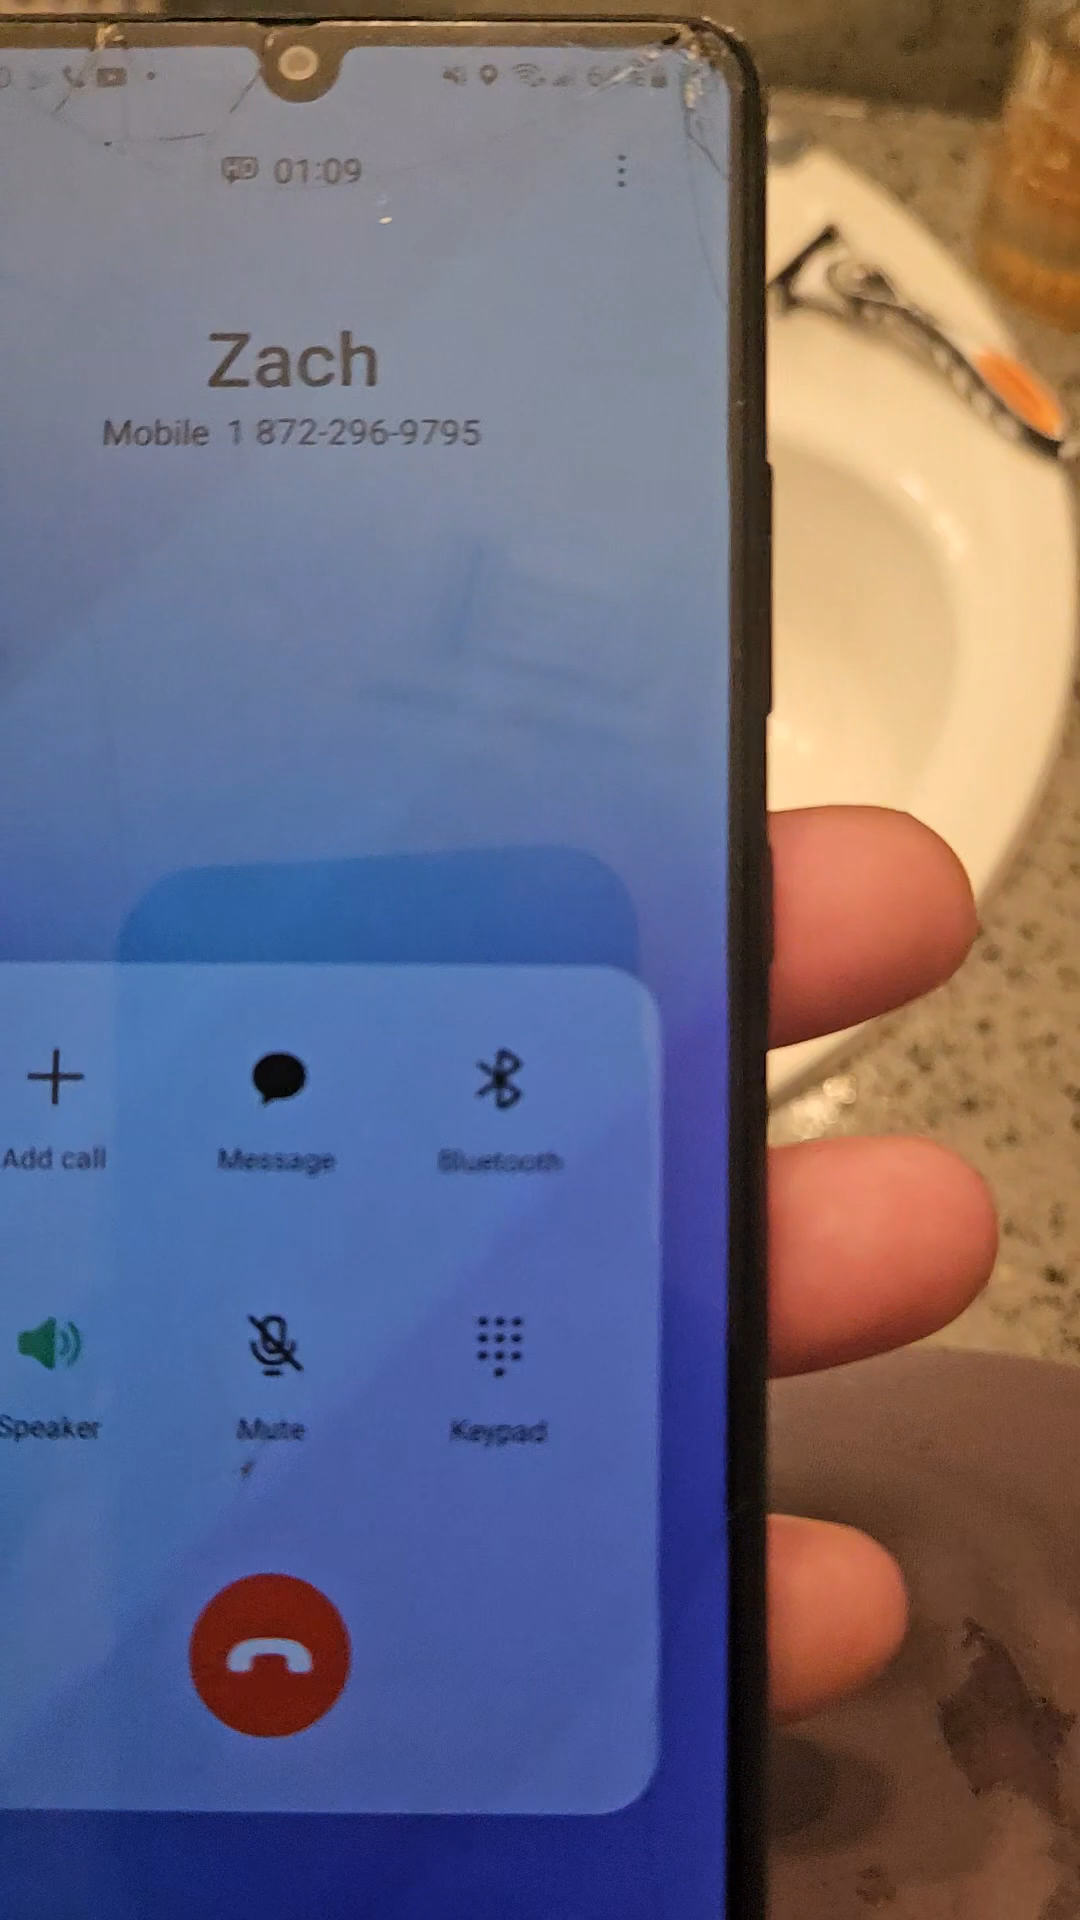 01:09
Zach
Mobile 1 872-296-9795
Add call
Message
Bluetooth
Speaker
Mute
Keypad